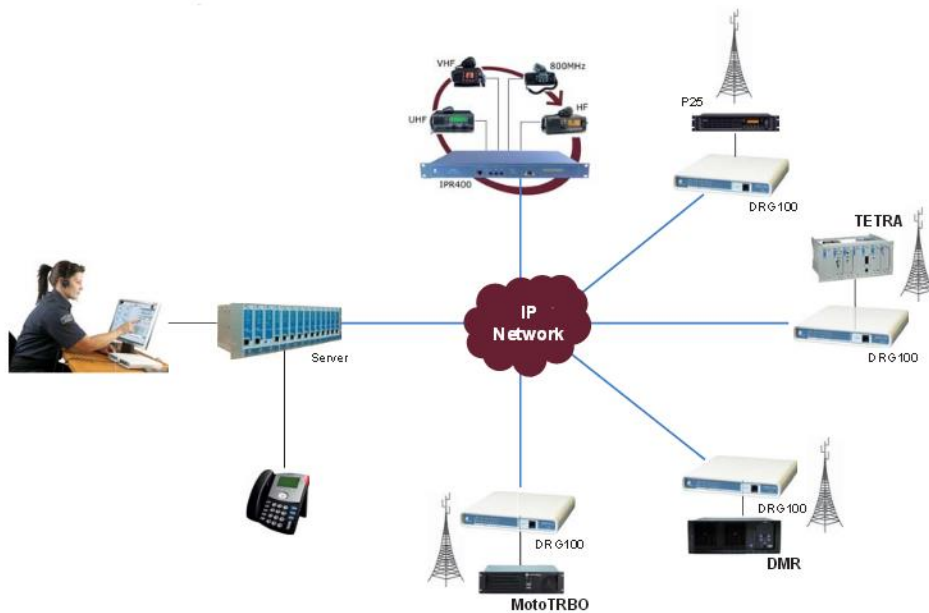 VHF
800MHz
UHF
HF
IPR400
P25
DRG100
TETRA
DRG100
IP
Network
Server
DRG100
DMR
DRG100
MotoTRBO